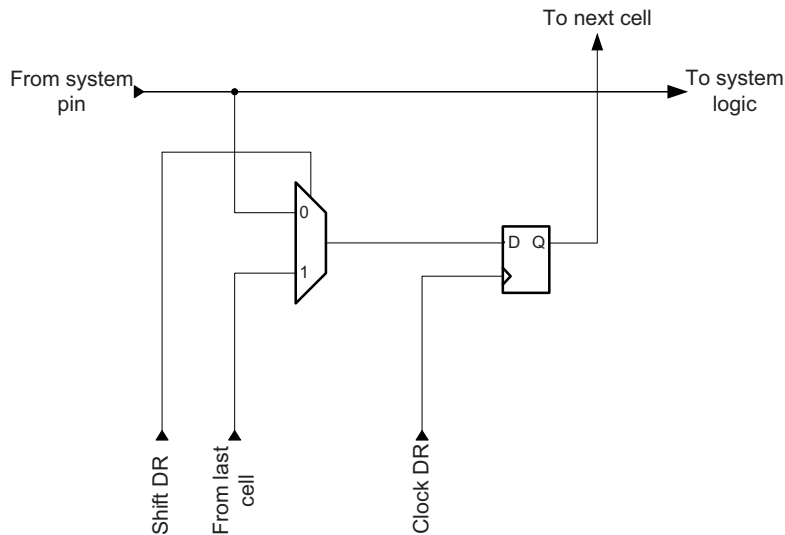 To next cell
From system
pin
To system
logic
0
D Q
1
Shift DR
From last
cell
Clock DR